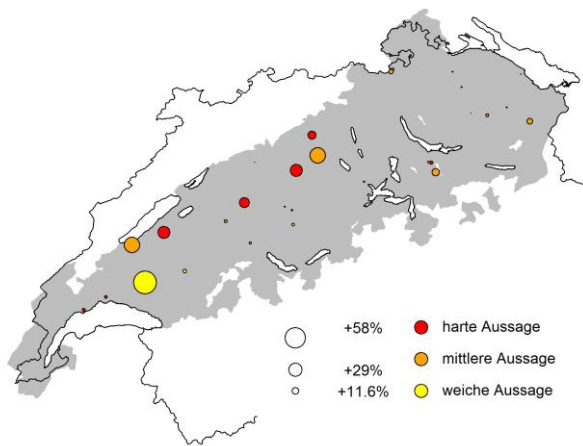 +58% harte Aussage
mittlere Aussage
+29%
+11.6% weiche Aussage